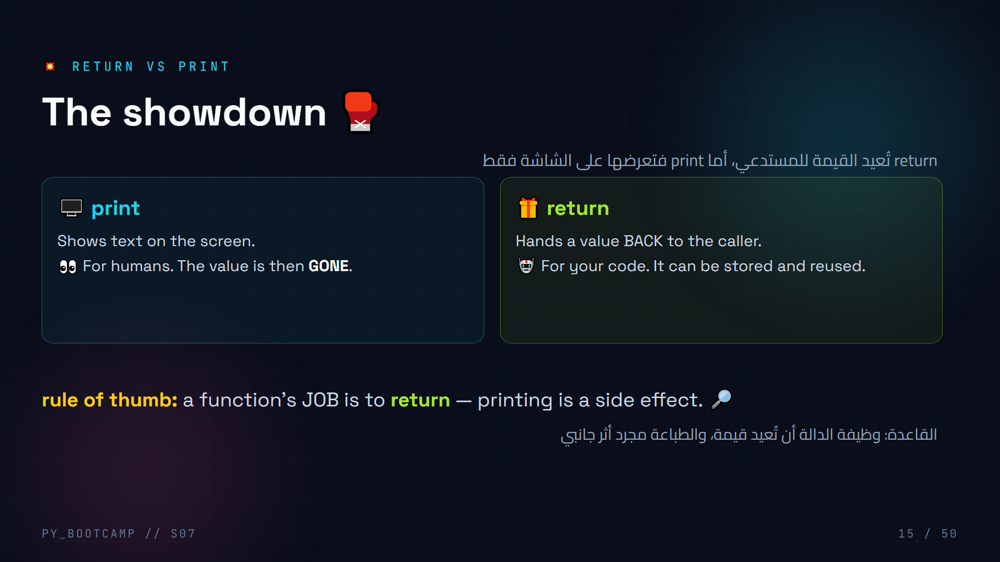 💥 RETURN VS PRINT
The showdown 🥊
return تُعيد القيمة للمستدعي، أما print فتعرضها على الشاشة فقط
🖥️ print
Shows text on the screen.
👀 For humans. The value is then GONE.
🎁 return
Hands a value BACK to the caller.
🤖 For your code. It can be stored and reused.
rule of thumb: a function's JOB is to return — printing is a side effect. 🔎
القاعدة: وظيفة الدالة أن تُعيد قيمة، والطباعة مجرد أثر جانبي
PY_BOOTCAMP // S07
15 / 50